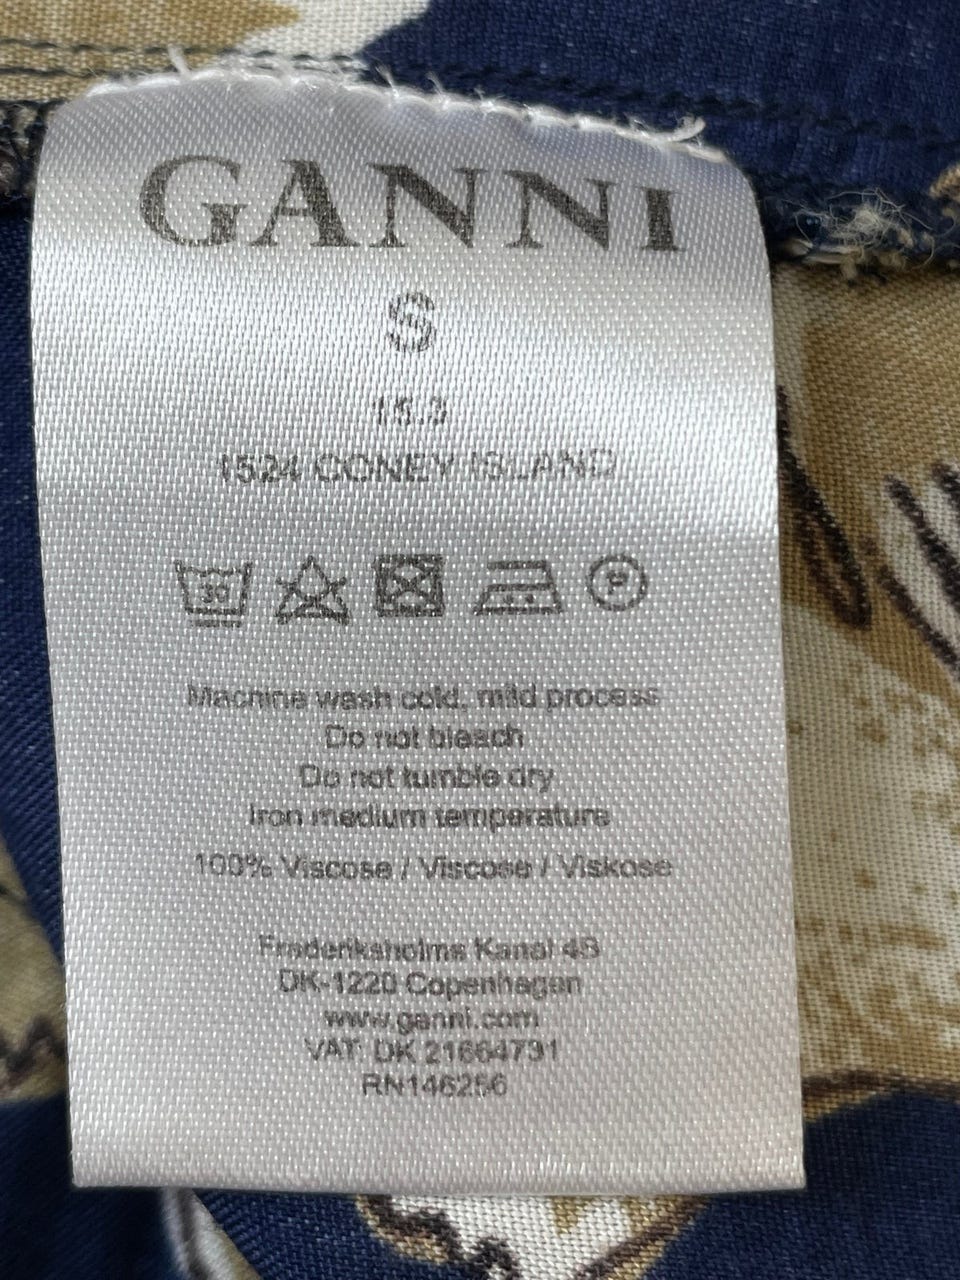 GANNI
S
15.3
1524 CONEY ISLAND
30
P
Machine wash cold, mild process
Do not bleach
Do not tumble dry
Iron medium temperature
100% Viscose / Viscose / Viskose
Frederiksholms Kanal 4B
DK-1220 Copenhagen
www.ganni.com
VAT: DK 21664731
RN146256